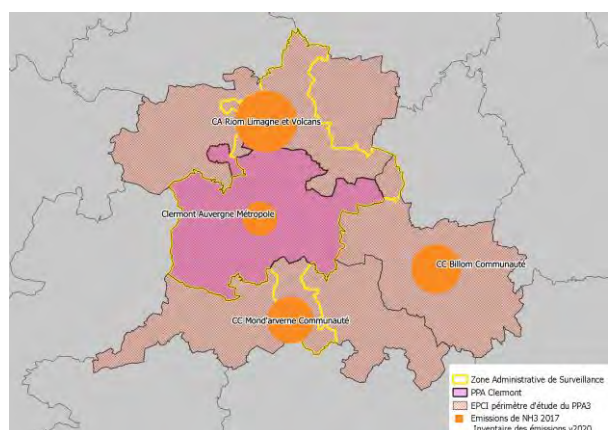 CA Riom Limagne et Volcans
Clermont Auvergne Métropole
CC Billom Communauté
CC Mond'arverne Communauté
Zone Administrative de Surveillance
PPA Clermont
EPCI périmètre d'étude du PPA3
Emissions de NH3 2017
Inventaire des émissions v2020